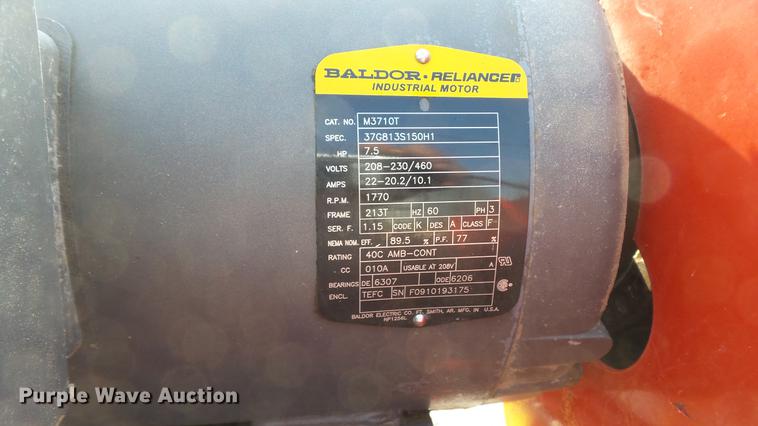 BALDOR · RELIANCE
INDUSTRIAL MOTOR
CAT. NO. M3710T
SPEC. 37G813S150H1
HP 7.5
VOLTS 208-230/460
AMPS 22-20.2/10.1
R.P.M. 1770
FRAME 213T HZ 60 PH 3
SER. F. 1.15 CODE K DES A CLASS F
NEMA NOM. EFF. 89.5 % P.F. 77 %
RATING 40C AMB-CONT
CC 010A USABLE AT 208V A
BEARINGS DE 6307 ODE 6206
ENCL. TEFC SN F0910193175
BALDOR ELECTRIC CO. FT. SMITH, AR. MFG. IN U.S.A.
NP1256L
Purple Wave Auction